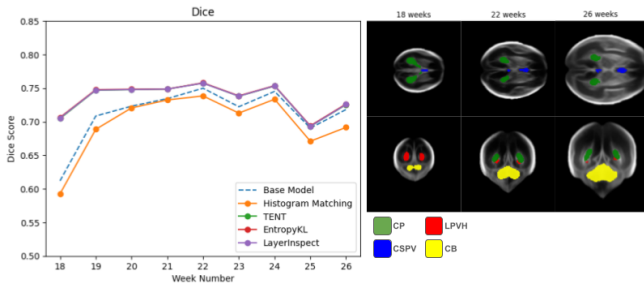 Dice
0.85
0.80
0.75
0.70
0.65
0.60
0.55
0.50
Dice Score
18 19 20 21 22 23 24 25 26
Week Number
Base Model
Histogram Matching
TENT
EntropyKL
LayerInspect
18 weeks 22 weeks 26 weeks
CP LPVH
CSPV CB